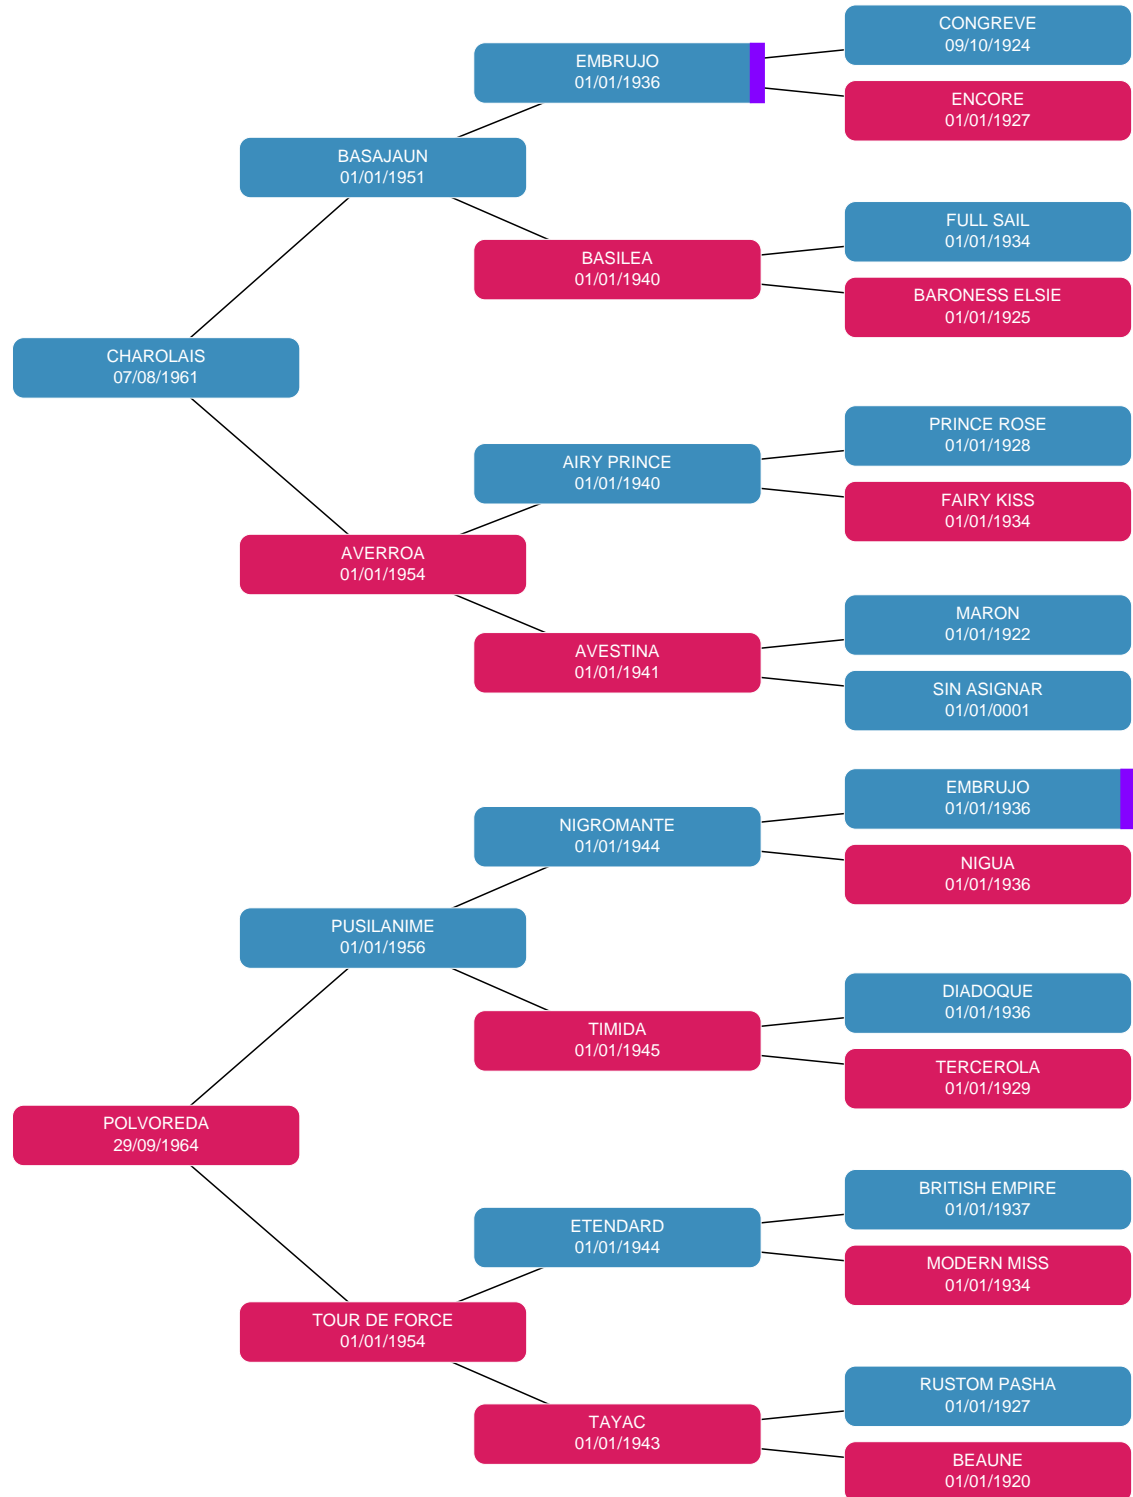 CONGREVE
09/10/1924
EMBRUJO
01/01/1936
ENCORE
01/01/1927
BASAJAUN
01/01/1951
FULL SAIL
01/01/1934
BASILEA
01/01/1940
BARONESS ELSIE
01/01/1925
CHAROLAIS
07/08/1961
PRINCE ROSE
01/01/1928
AIRY PRINCE
01/01/1940
FAIRY KISS
01/01/1934
AVERROA
01/01/1954
MARON
01/01/1922
AVESTINA
01/01/1941
SIN ASIGNAR
01/01/0001
EMBRUJO
01/01/1936
NIGROMANTE
01/01/1944
NIGUA
01/01/1936
PUSILANIME
01/01/1956
DIADOQUE
01/01/1936
TIMIDA
01/01/1945
TERCEROLA
01/01/1929
POLVOREDA
29/09/1964
BRITISH EMPIRE
01/01/1937
ETENDARD
01/01/1944
MODERN MISS
01/01/1934
TOUR DE FORCE
01/01/1954
RUSTOM PASHA
01/01/1927
TAYAC
01/01/1943
BEAUNE
01/01/1920